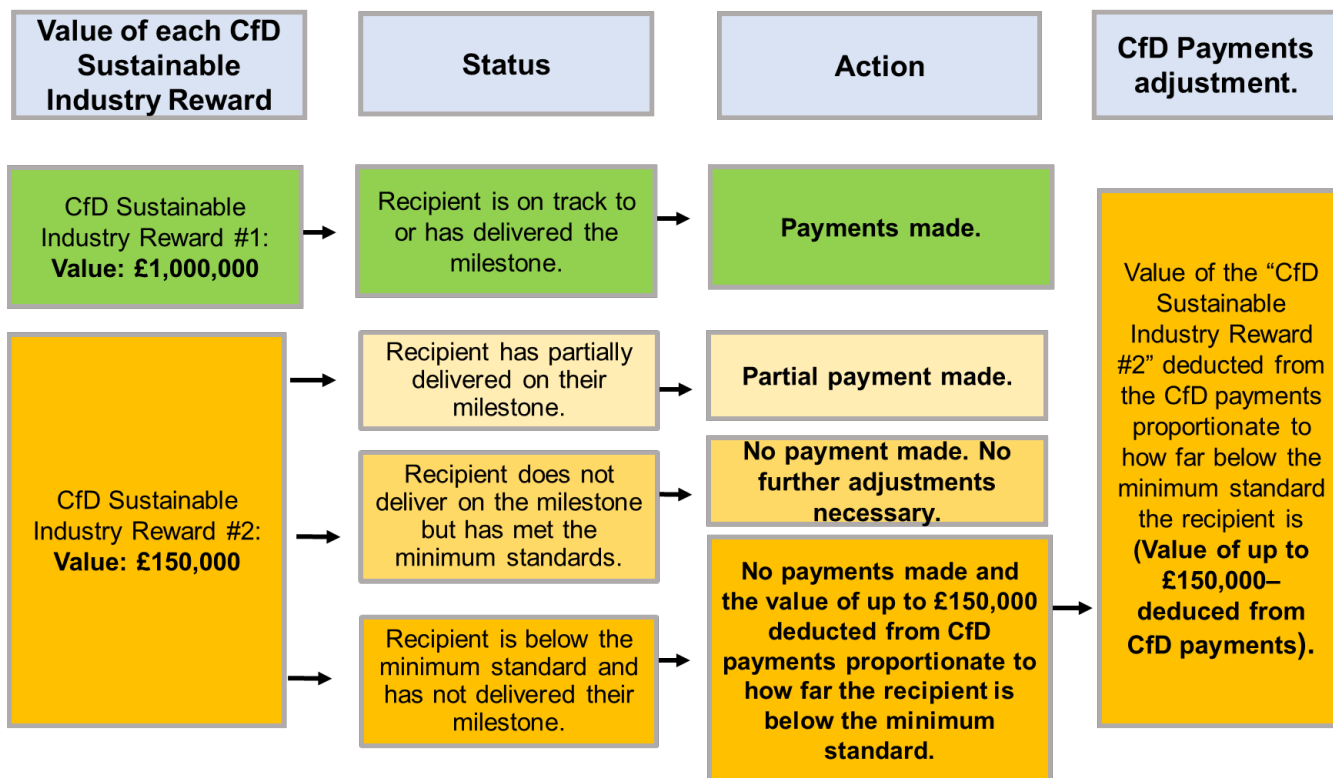 Value of each CfD
Sustainable
Industry Reward
Status
Action
CfD Payments
adjustment.
CfD Sustainable
Industry Reward #1:
Value: £1,000,000
Recipient is on track to
or has delivered the
milestone.
Payments made.
CfD Sustainable
Industry Reward #2:
Value: £150,000
Recipient has partially
delivered on their
milestone.
Partial payment made.
Recipient does not
deliver on the milestone
but has met the
minimum standards.
No payment made. No
further adjustments
necessary.
Recipient is below the
minimum standard and
has not delivered their
milestone.
No payments made and
the value of up to £150,000
deducted from CfD
payments proportionate to
how far the recipient is
below the minimum
standard.
Value of the “CfD
Sustainable
Industry Reward
#2” deducted from
the CfD payments
proportionate to
how far below the
minimum standard
the recipient is
(Value of up to
£150,000–
deduced from
CfD payments).